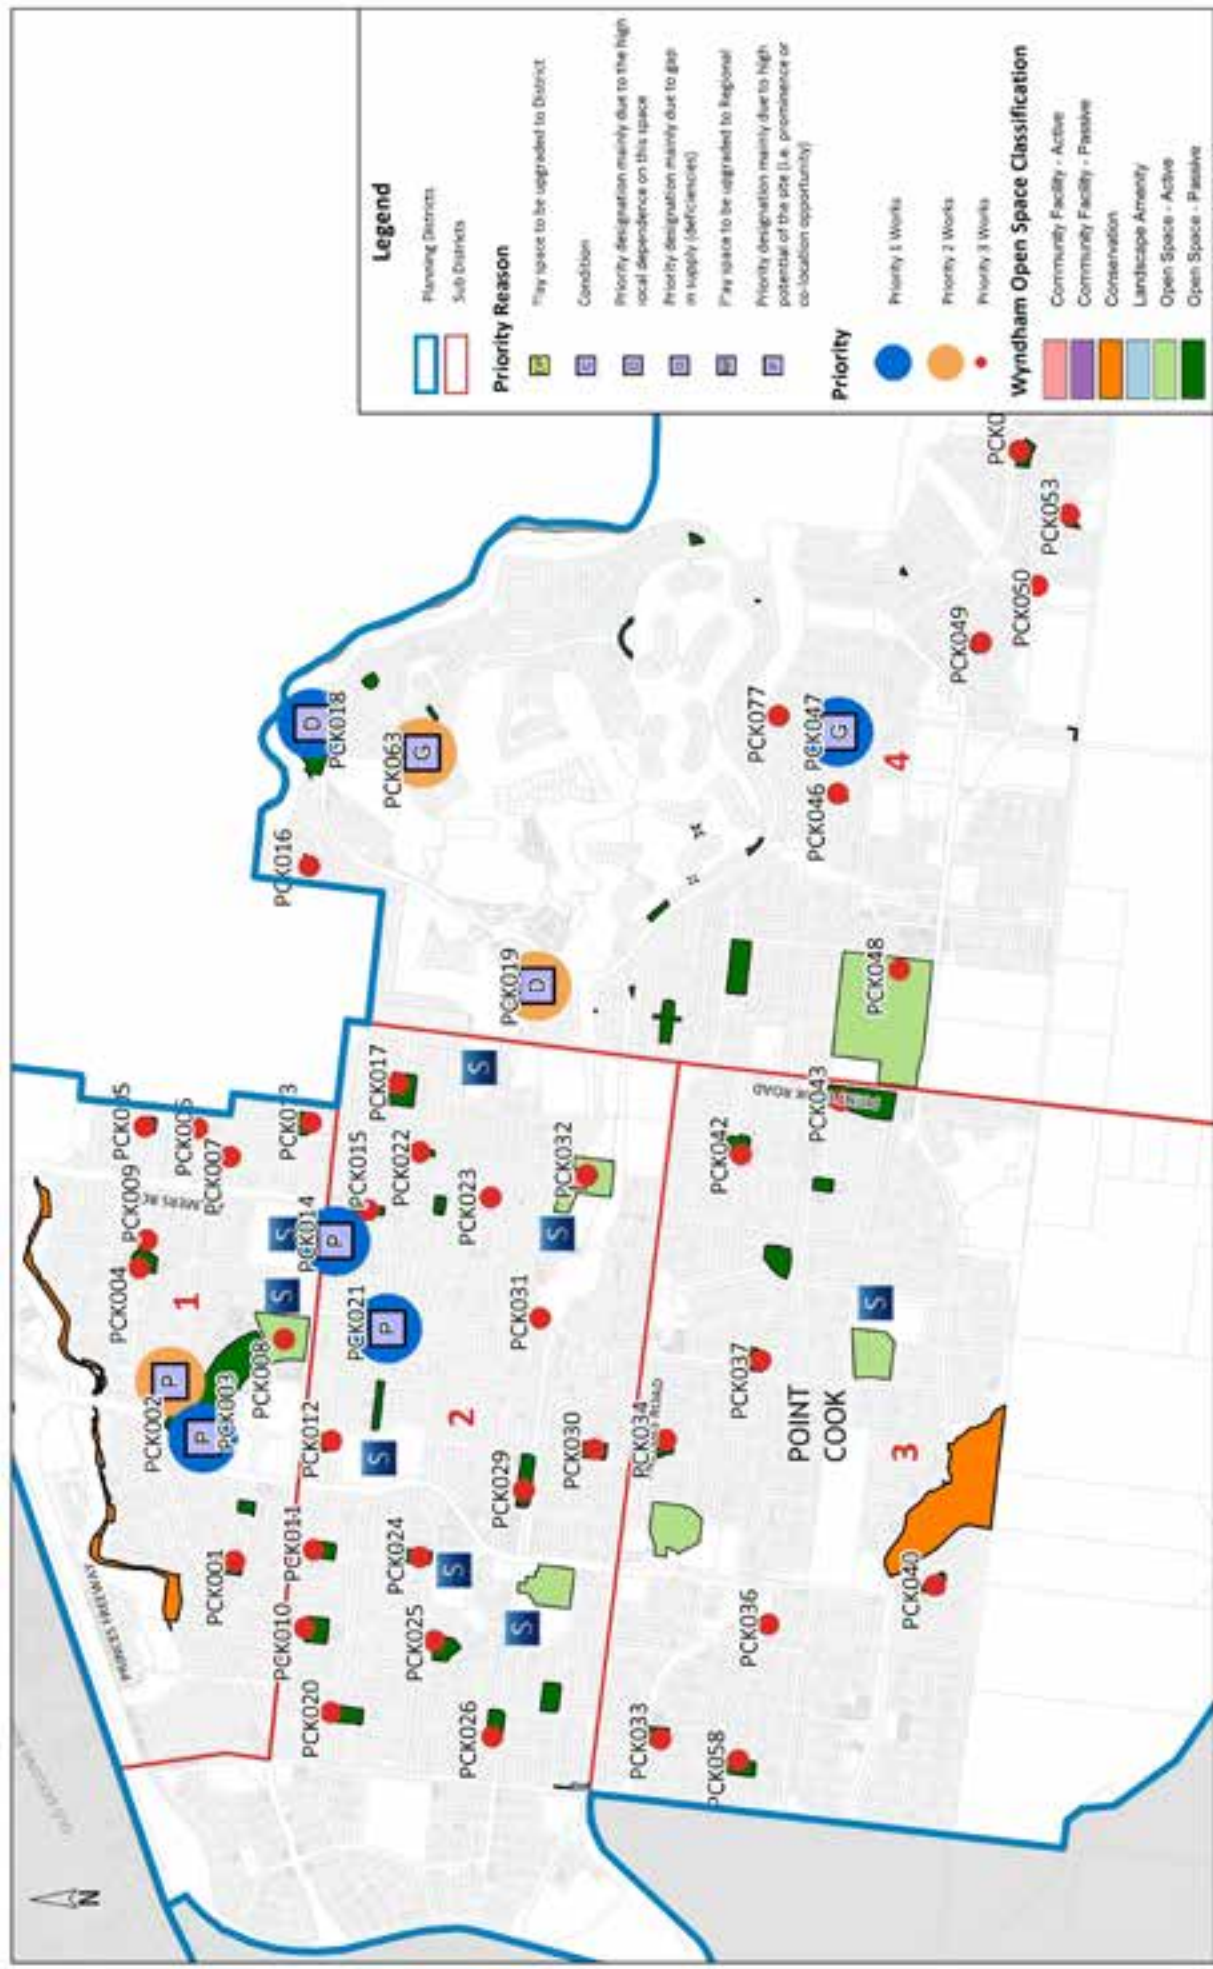 Legend
Planning Districts
Sub Districts
Priority Reason
Play space to be upgraded to District
C
Condition
Priority designation mainly due to the high
local dependence on this space
Priority designation mainly due to gap
in supply (deficiencies)
Play space to be upgraded to Regional
P
Priority designation mainly due to high
potential of the site (i.e. prominence or
co-location opportunity)
Priority
Priority 1 Works
Priority 2 Works
Priority 3 Works
Wyndham Open Space Classification
Community Facility - Active
Community Facility - Passive
Conservation
Landscape Amenity
Open Space - Active
Open Space - Passive
N
PRINCES FREEWAY
PCK005
PCK009
PCK004
PCK007
1
PCK002
P
PCK003
P
PCK008
PCK001
PCK012
PCK011
PCK010
PCK020
S
S
PCK014
P
PCK015
PCK017
PCK016
PCK018
D
PCK063
G
PCK022
PCK021
P
S
PCK024
S
PCK025
2
PCK023
S
PCK019
D
PCK026
S
PCK029
PCK031
S
PCK032
PCK030
PCK034
ROAD
PCK033
PCK058
PCK036
PCK037
POINT
COOK
PCK042
ROAD
PCK043
S
3
PCK040
PCK048
PCK077
PCK046
PCK047
G
4
PCK049
PCK050
PCK053
PCK0